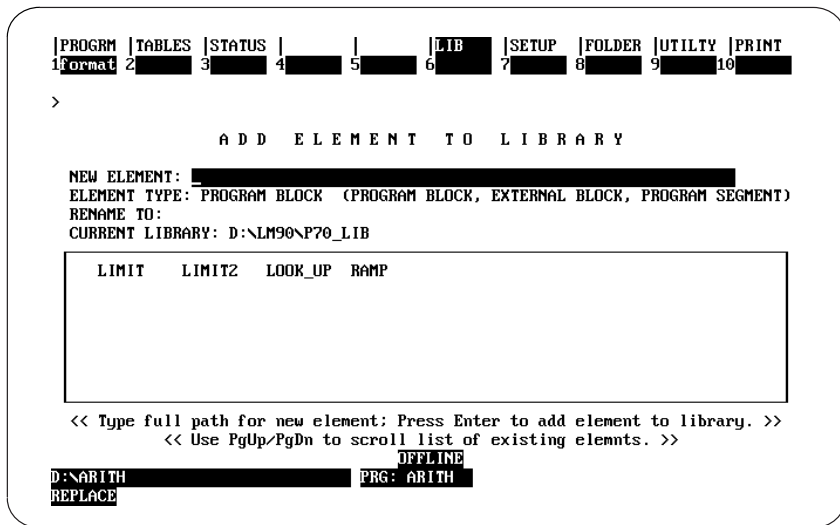 |PROGRM |TABLES |STATUS | | |LIB |SETUP |FOLDER |UTILTY |PRINT
1format 2 3 4 5 6 7 8 9 10
>
A D D E L E M E N T T O L I B R A R Y
NEW ELEMENT: _
ELEMENT TYPE: PROGRAM BLOCK (PROGRAM BLOCK, EXTERNAL BLOCK, PROGRAM SEGMENT)
RENAME TO:
CURRENT LIBRARY: D:\LM90\P70_LIB
LIMIT LIMIT2 LOOK_UP RAMP
<< Type full path for new element; Press Enter to add element to library. >>
<< Use PgUp/PgDn to scroll list of existing elemnts. >>
OFFLINE
D:\ARITH PRG: ARITH
REPLACE